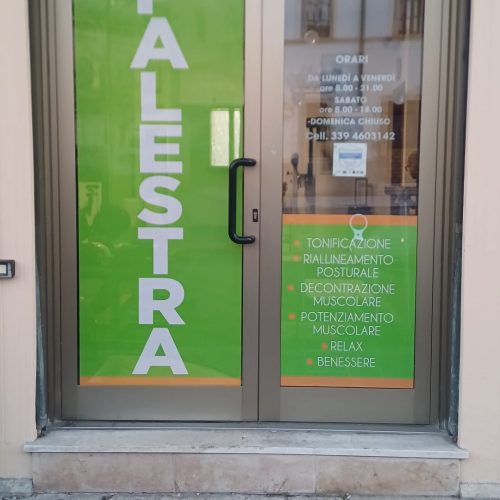 PALESTRA
ORARI
DA LUNEDÌ A VENERDÌ
ore 8.00 - 21.00
SABATO
ore 8.00 - 18.00
DOMENICA CHIUSO
Cell. 339 4603142
TONIFICAZIONE
RIALLINEAMENTO
POSTURALE
DECONTRAZIONE
MUSCOLARE
POTENZIAMENTO
MUSCOLARE
RELAX
BENESSERE